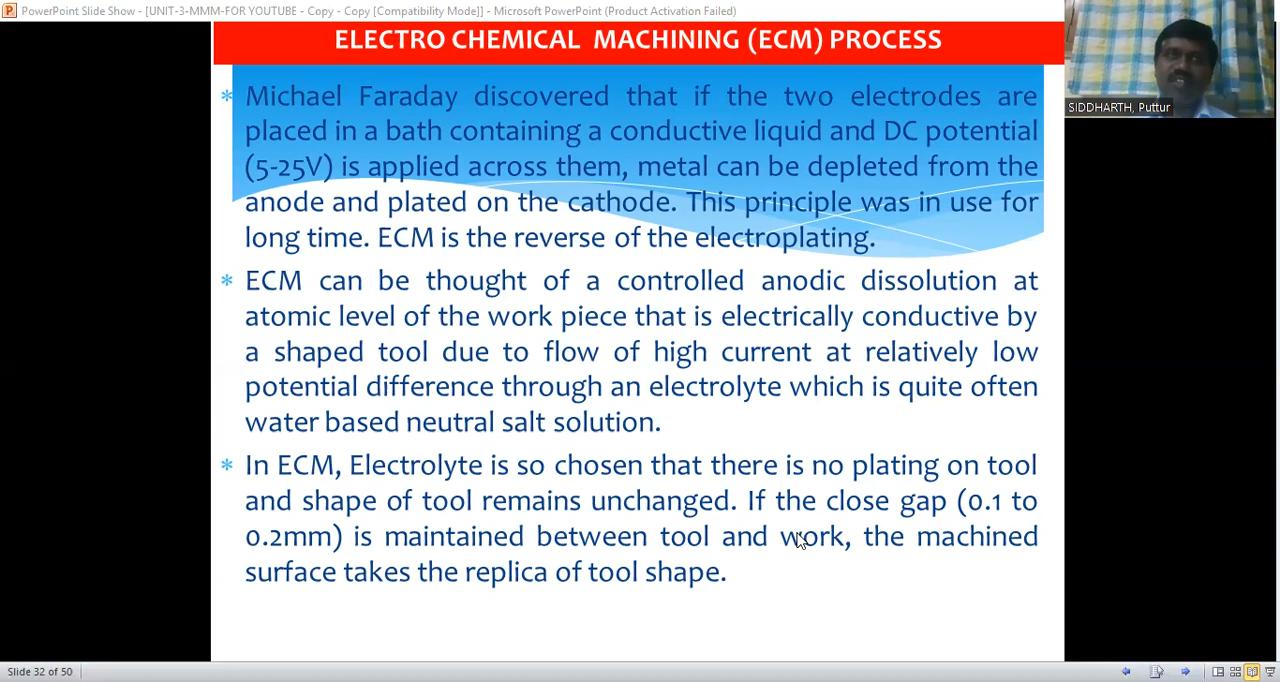 PowerPoint Slide Show - [UNIT-3-MMM-FOR YOUTUBE - Copy - Copy [Compatibility Mode]] - Microsoft PowerPoint (Product Activation Failed)
ELECTRO CHEMICAL MACHINING (ECM) PROCESS
SIDDHARTH, Puttur
* Michael Faraday discovered that if the two electrodes are
placed in a bath containing a conductive liquid and DC potential
(5-25V) is applied across them, metal can be depleted from the
anode and plated on the cathode. This principle was in use for
long time. ECM is the reverse of the electroplating.
* ECM can be thought of a controlled anodic dissolution at
atomic level of the work piece that is electrically conductive by
a shaped tool due to flow of high current at relatively low
potential difference through an electrolyte which is quite often
water based neutral salt solution.
* In ECM, Electrolyte is so chosen that there is no plating on tool
and shape of tool remains unchanged. If the close gap (0.1 to
0.2mm) is maintained between tool and work, the machined
surface takes the replica of tool shape.
Slide 32 of 50